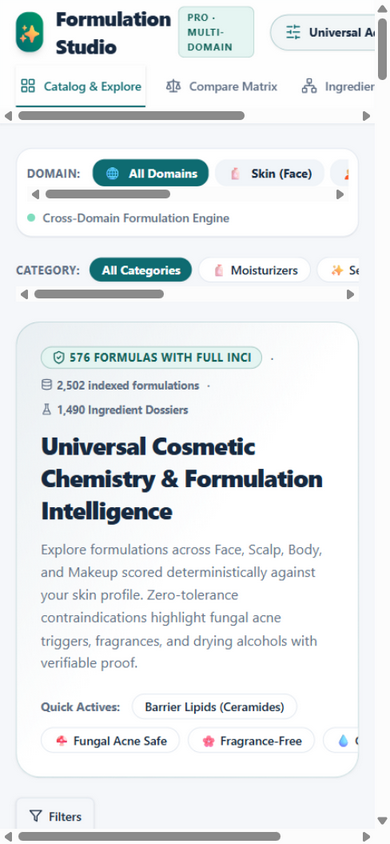 Formulation
Studio
PRO ·
MULTI-
DOMAIN
Universal
Catalog & Explore
Compare Matrix
DOMAIN:
All Domains
Skin (Face)
Cross-Domain Formulation Engine
CATEGORY:
All Categories
Moisturizers
576 FORMULAS WITH FULL INCI ·
2,502 indexed formulations ·
1,490 Ingredient Dossiers
Universal Cosmetic
Chemistry & Formulation
Intelligence
Explore formulations across Face, Scalp, Body,
and Makeup scored deterministically against
your skin profile. Zero-tolerance
contraindications highlight fungal acne
triggers, fragrances, and drying alcohols with
verifiable proof.
Quick Actives:
Barrier Lipids (Ceramides)
Fungal Acne Safe
Fragrance-Free
Filters